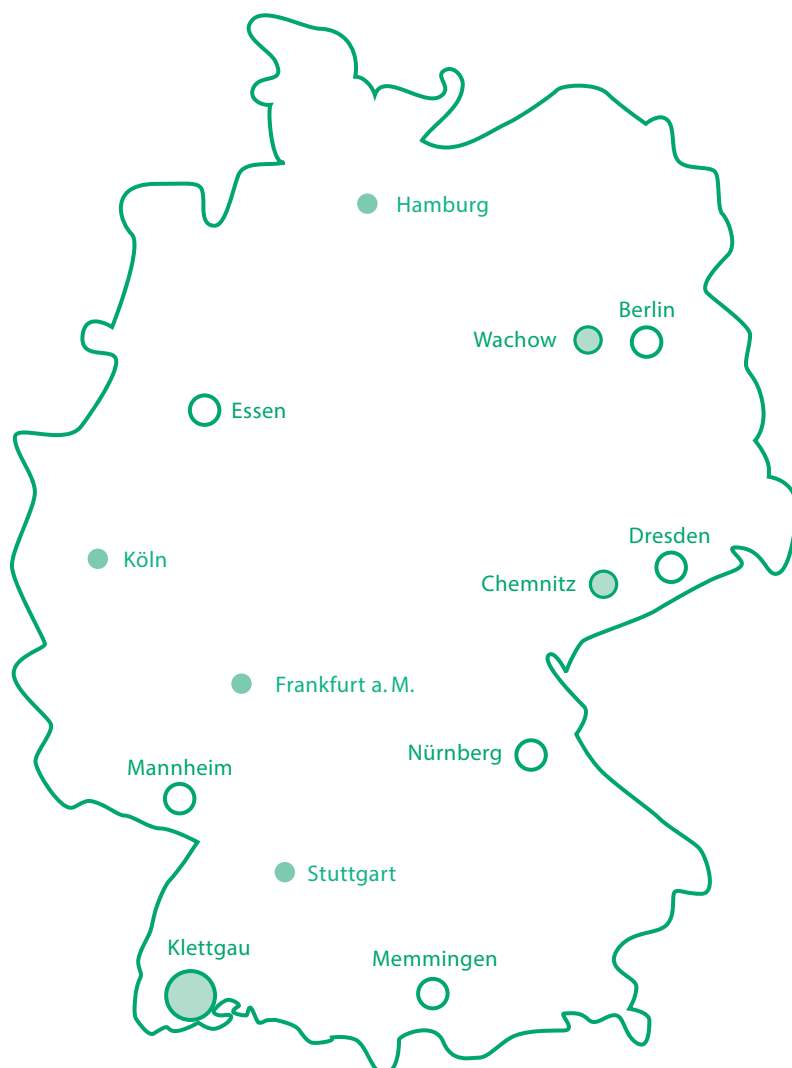 Hamburg
Berlin
Wachow
Essen
Dresden
Köln
Chemnitz
Frankfurt a. M.
Nürnberg
Mannheim
Stuttgart
Klettgau
Memmingen